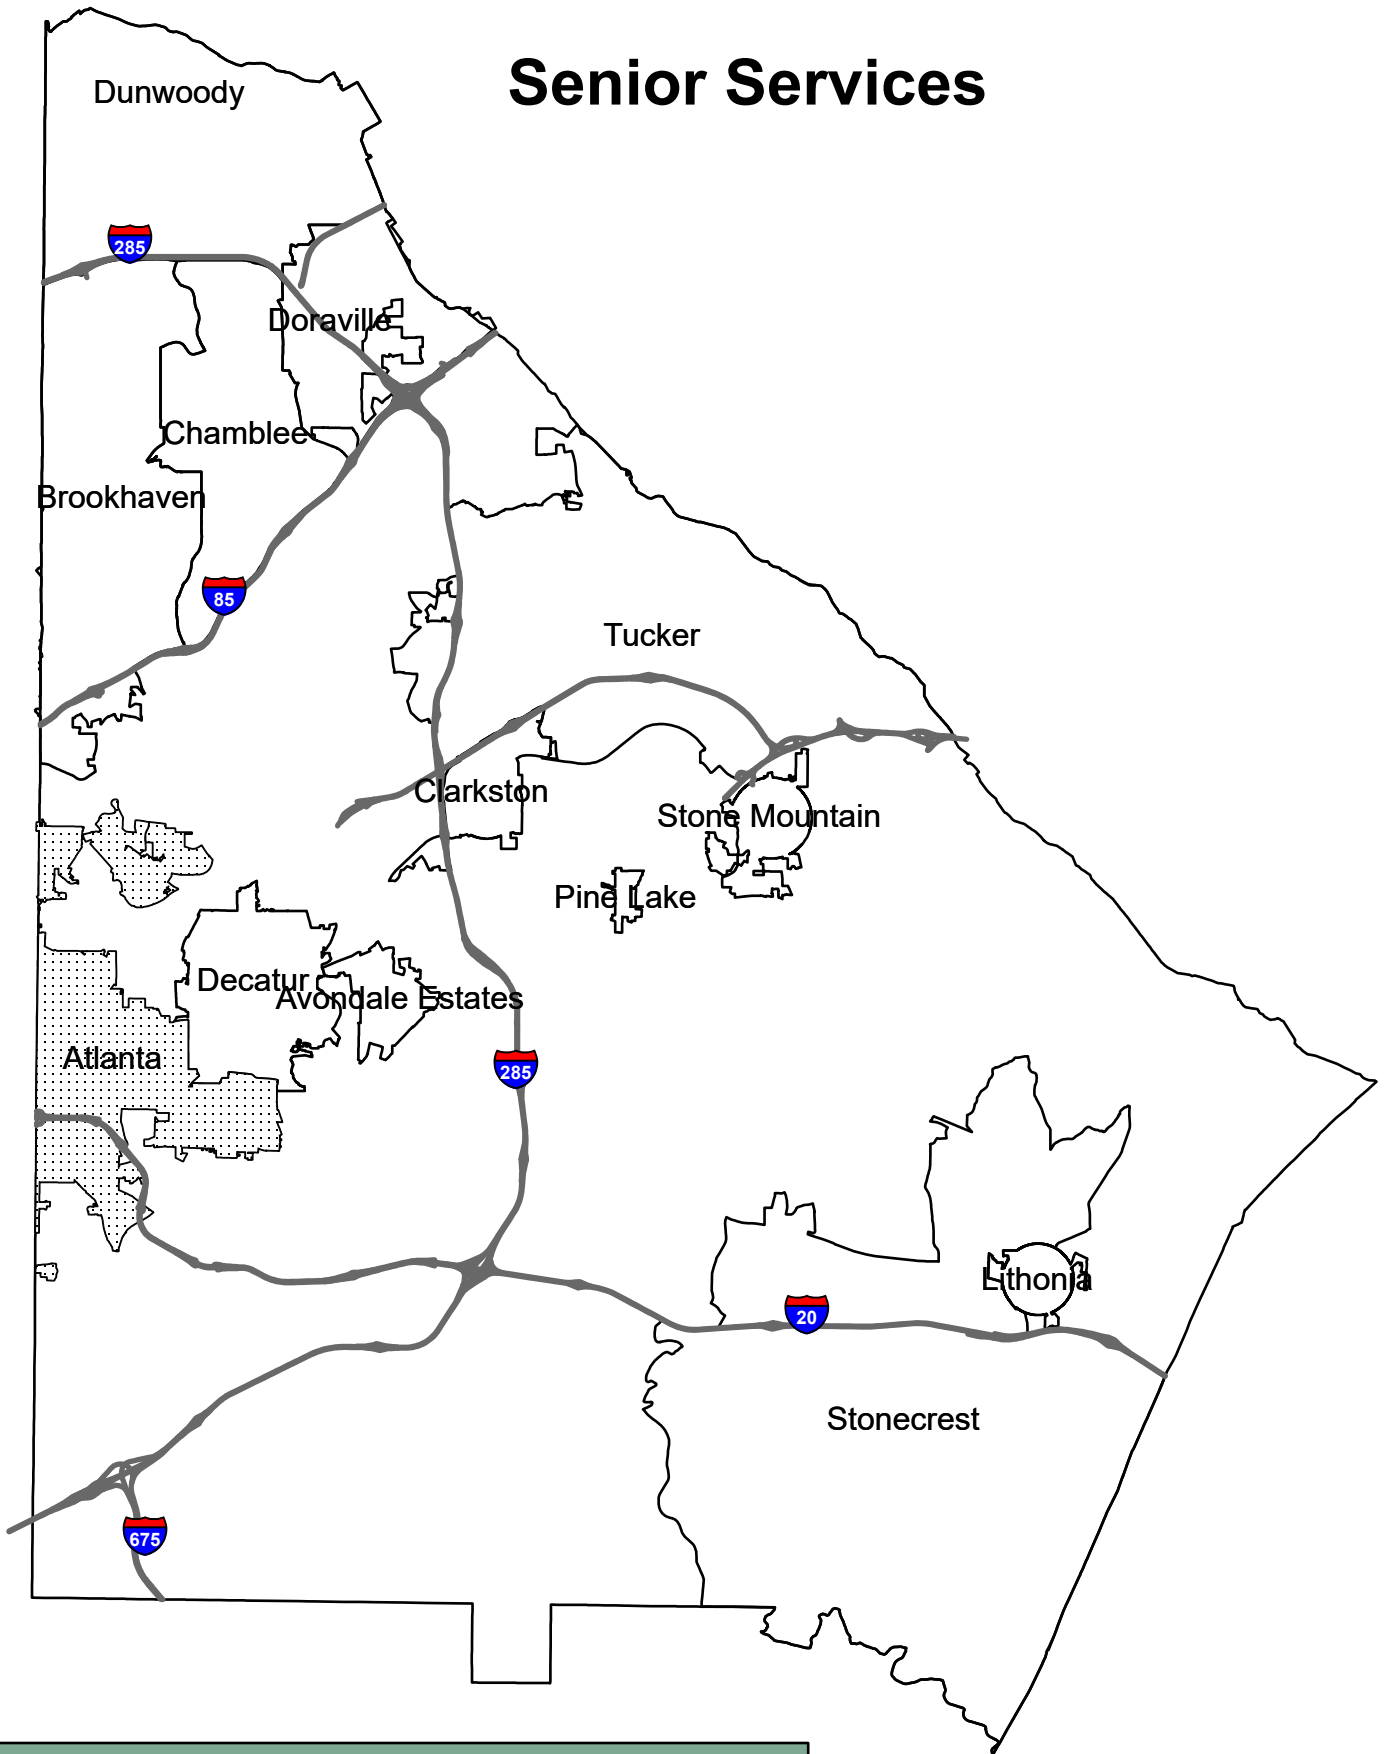 Senior Services
Dunwoody
285
Doraville
Chamblee
Brookhaven
85
Tucker
Clarkston
Stone Mountain
Pine Lake
Decatur
Avondale Estates
Atlanta
285
Lithonia
20
Stonecrest
675